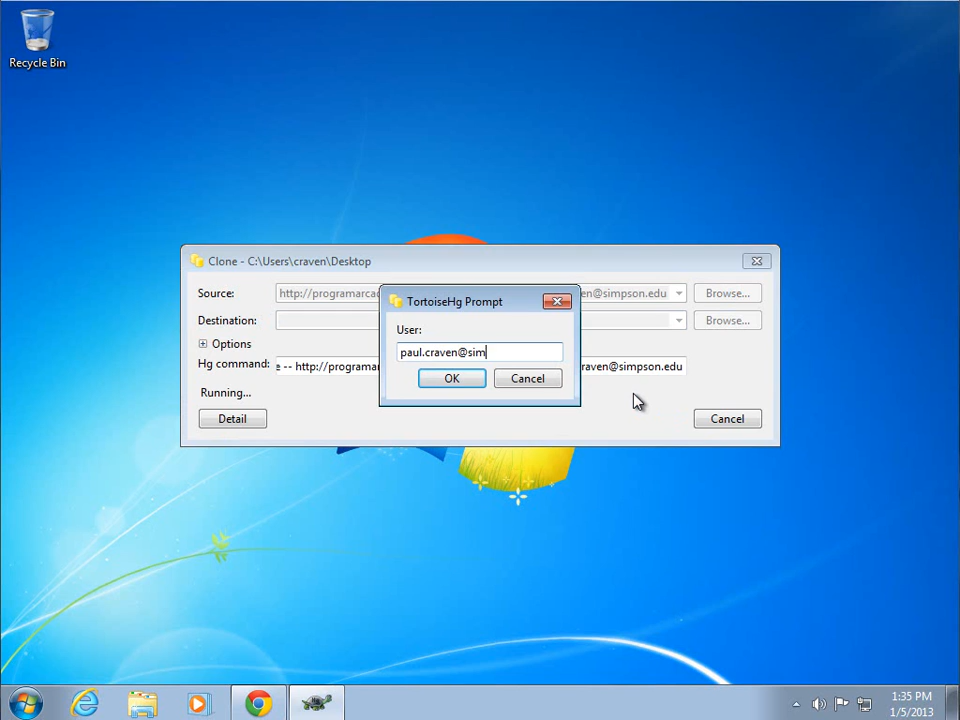 Recycle Bin
Clone - C:\Users\craven\Desktop
Source: http://programarcad en@simpson.edu Browse...
TortoiseHg Prompt
Destination: Browse...
User:
Options
paul.craven@sim
Hg command: e -- http://programar raven@simpson.edu
OK Cancel
Running...
Detail Cancel
1:35 PM
1/5/2013